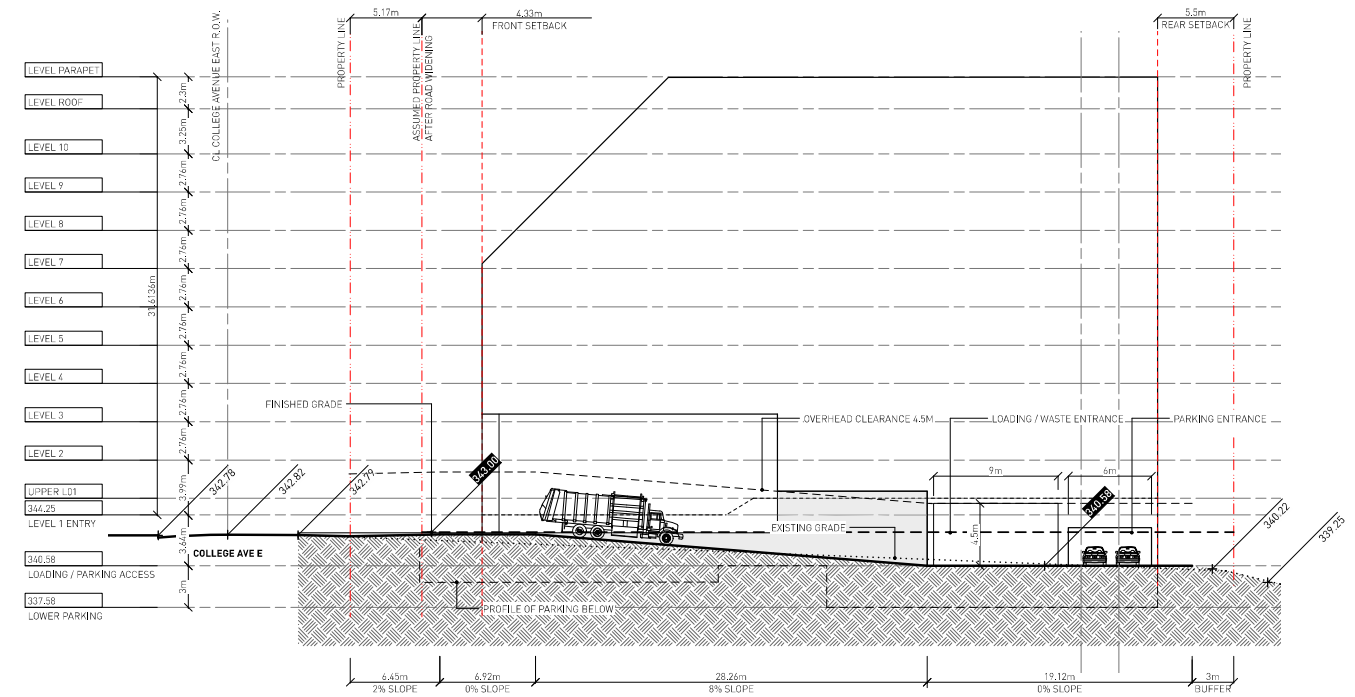 5.17m
4.33m
FRONT SETBACK
5.5m
REAR SETBACK
CL COLLEGE AVENUE EAST R.O.W.
PROPERTY LINE
ASSUMED PROPERTY LINE
AFTER ROAD WIDENING
PROPERTY LINE
LEVEL PARAPET
2.3m
LEVEL ROOF
3.25m
LEVEL 10
2.76m
LEVEL 9
2.76m
LEVEL 8
2.76m
LEVEL 7
2.76m
LEVEL 6
31.6136m
2.76m
LEVEL 5
2.76m
LEVEL 4
2.76m
LEVEL 3
2.76m
LEVEL 2
3.99m
UPPER L01
344.25
LEVEL 1 ENTRY
3.64m
340.58
LOADING / PARKING ACCESS
3m
337.58
LOWER PARKING
FINISHED GRADE
OVERHEAD CLEARANCE 4.5M
LOADING / WASTE ENTRANCE
PARKING ENTRANCE
342.78
342.82
342.79
343.00
9m
6m
340.58
4.5m
340.22
339.25
EXISTING GRADE
COLLEGE AVE E
PROFILE OF PARKING BELOW
6.45m
2% SLOPE
6.92m
0% SLOPE
28.26m
8% SLOPE
19.12m
0% SLOPE
3m
BUFFER